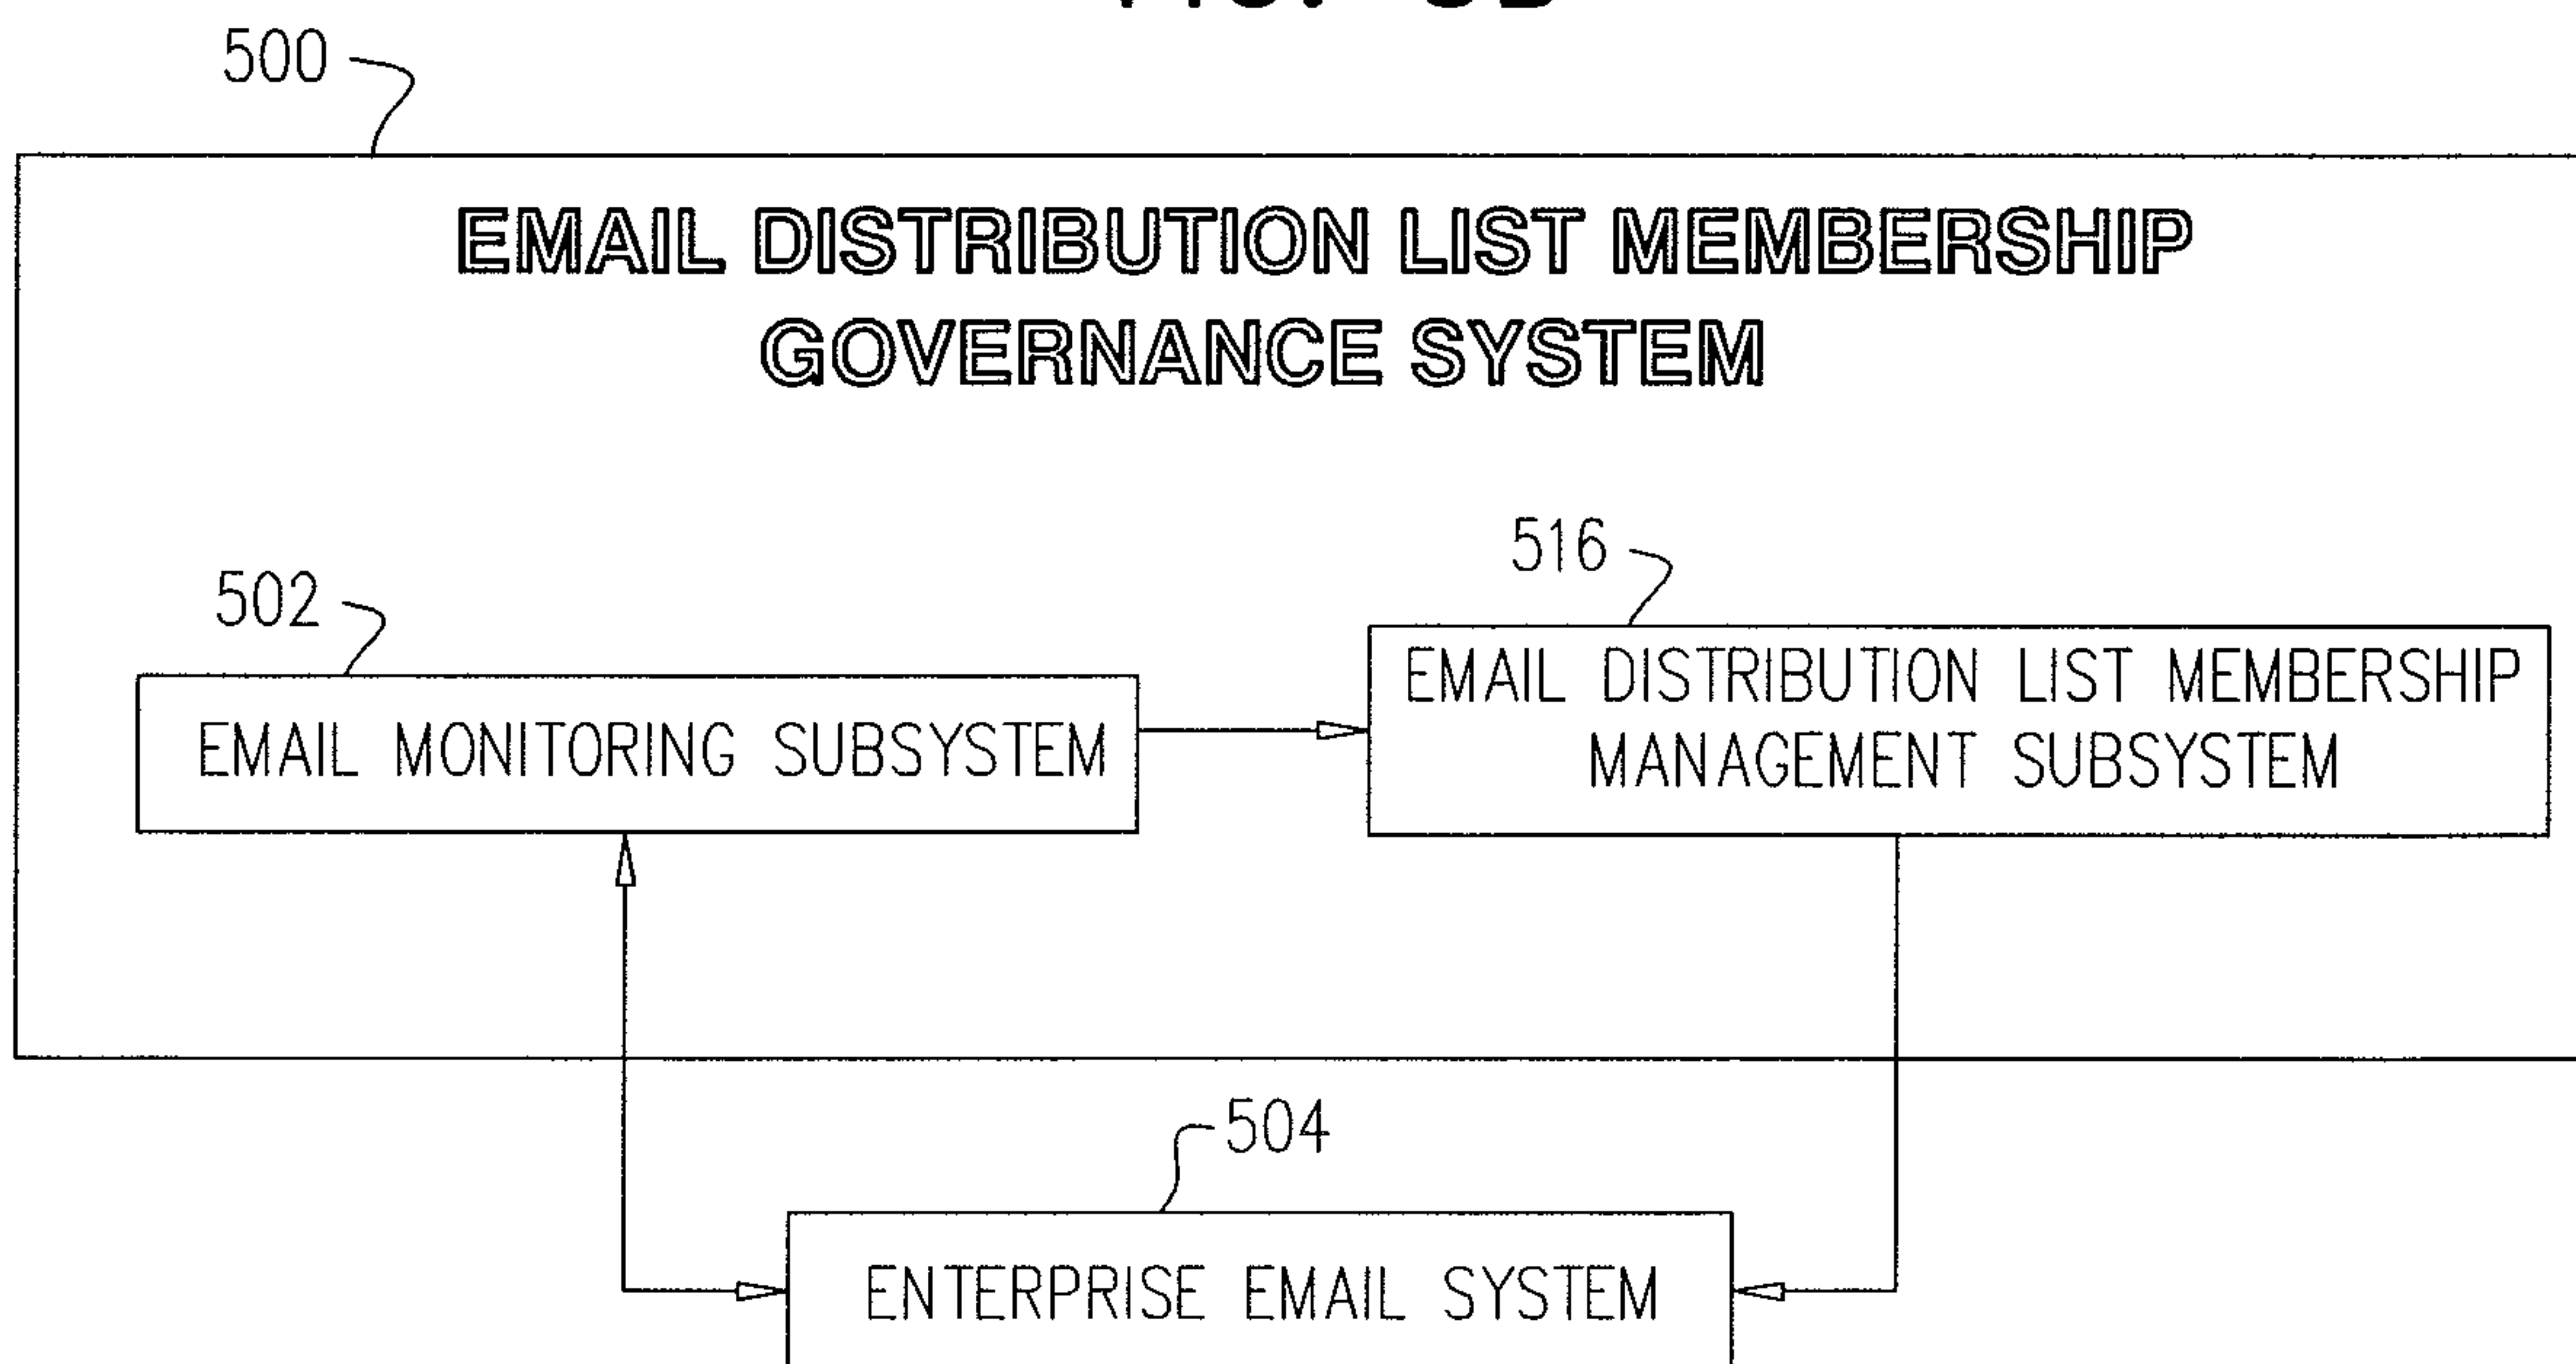 500
EMAIL DISTRIBUTION LIST MEMBERSHIP
GOVERNANCE SYSTEM
516
502
EMAIL DISTRIBUTION LIST MEMBERSHIP
MANAGEMENT SUBSYSTEM
EMAIL MONITORING SUBSYSTEM
504
ENTERPRISE EMAIL SYSTEM